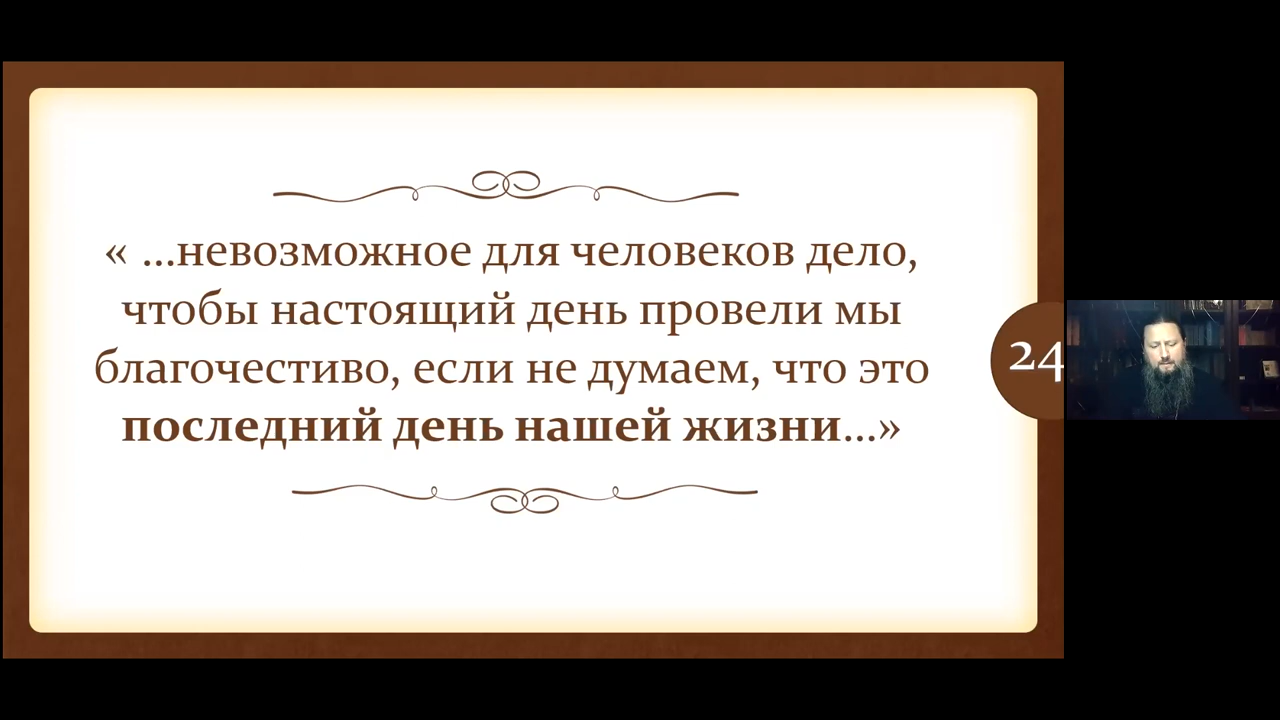 « ...невозможное для человеков дело,
чтобы настоящий день провели мы
благочестиво, если не думаем, что это
последний день нашей жизни...»
24